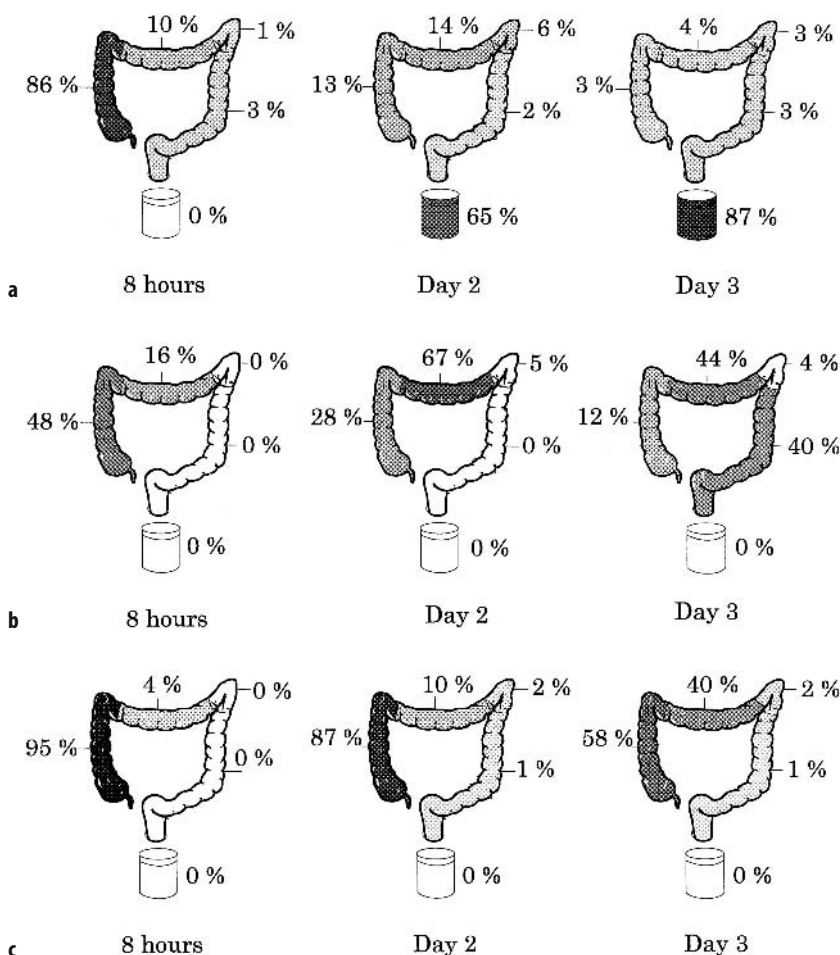 10 % 14 % 4 %
1 % 6 % 3 %
86 % 13 % 3 %
3 % 2 % 3 %
0 % 65 % 87 %
a 8 hours Day 2 Day 3
16 % 67 % 44 %
0 % 5 % 4 %
48 % 28 % 12 %
0 % 0 % 40 %
0 % 0 % 0 %
b 8 hours Day 2 Day 3
4 % 10 % 40 %
0 % 2 % 2 %
95 % 87 % 58 %
0 % 1 % 1 %
0 % 0 % 0 %
c 8 hours Day 2 Day 3